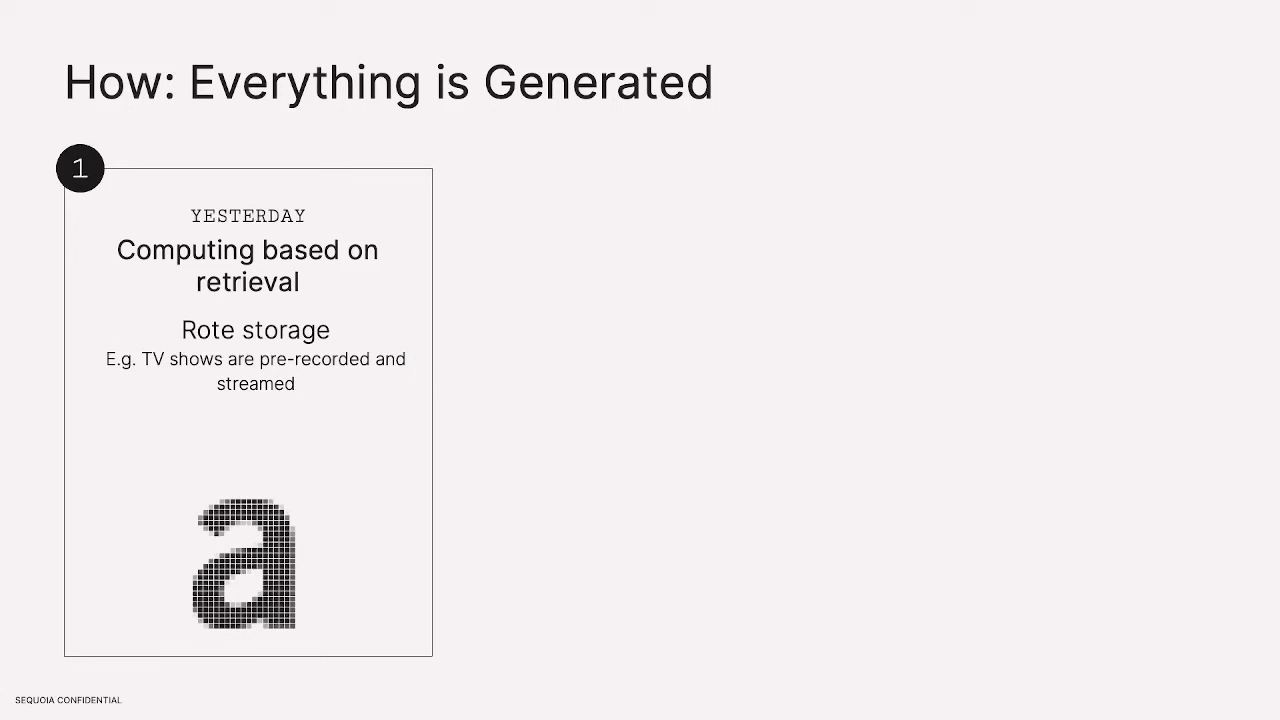 How: Everything is Generated
1
YESTERDAY
Computing based on
retrieval
Rote storage
E.g. TV shows are pre-recorded and
streamed
a
SEQUOIA CONFIDENTIAL